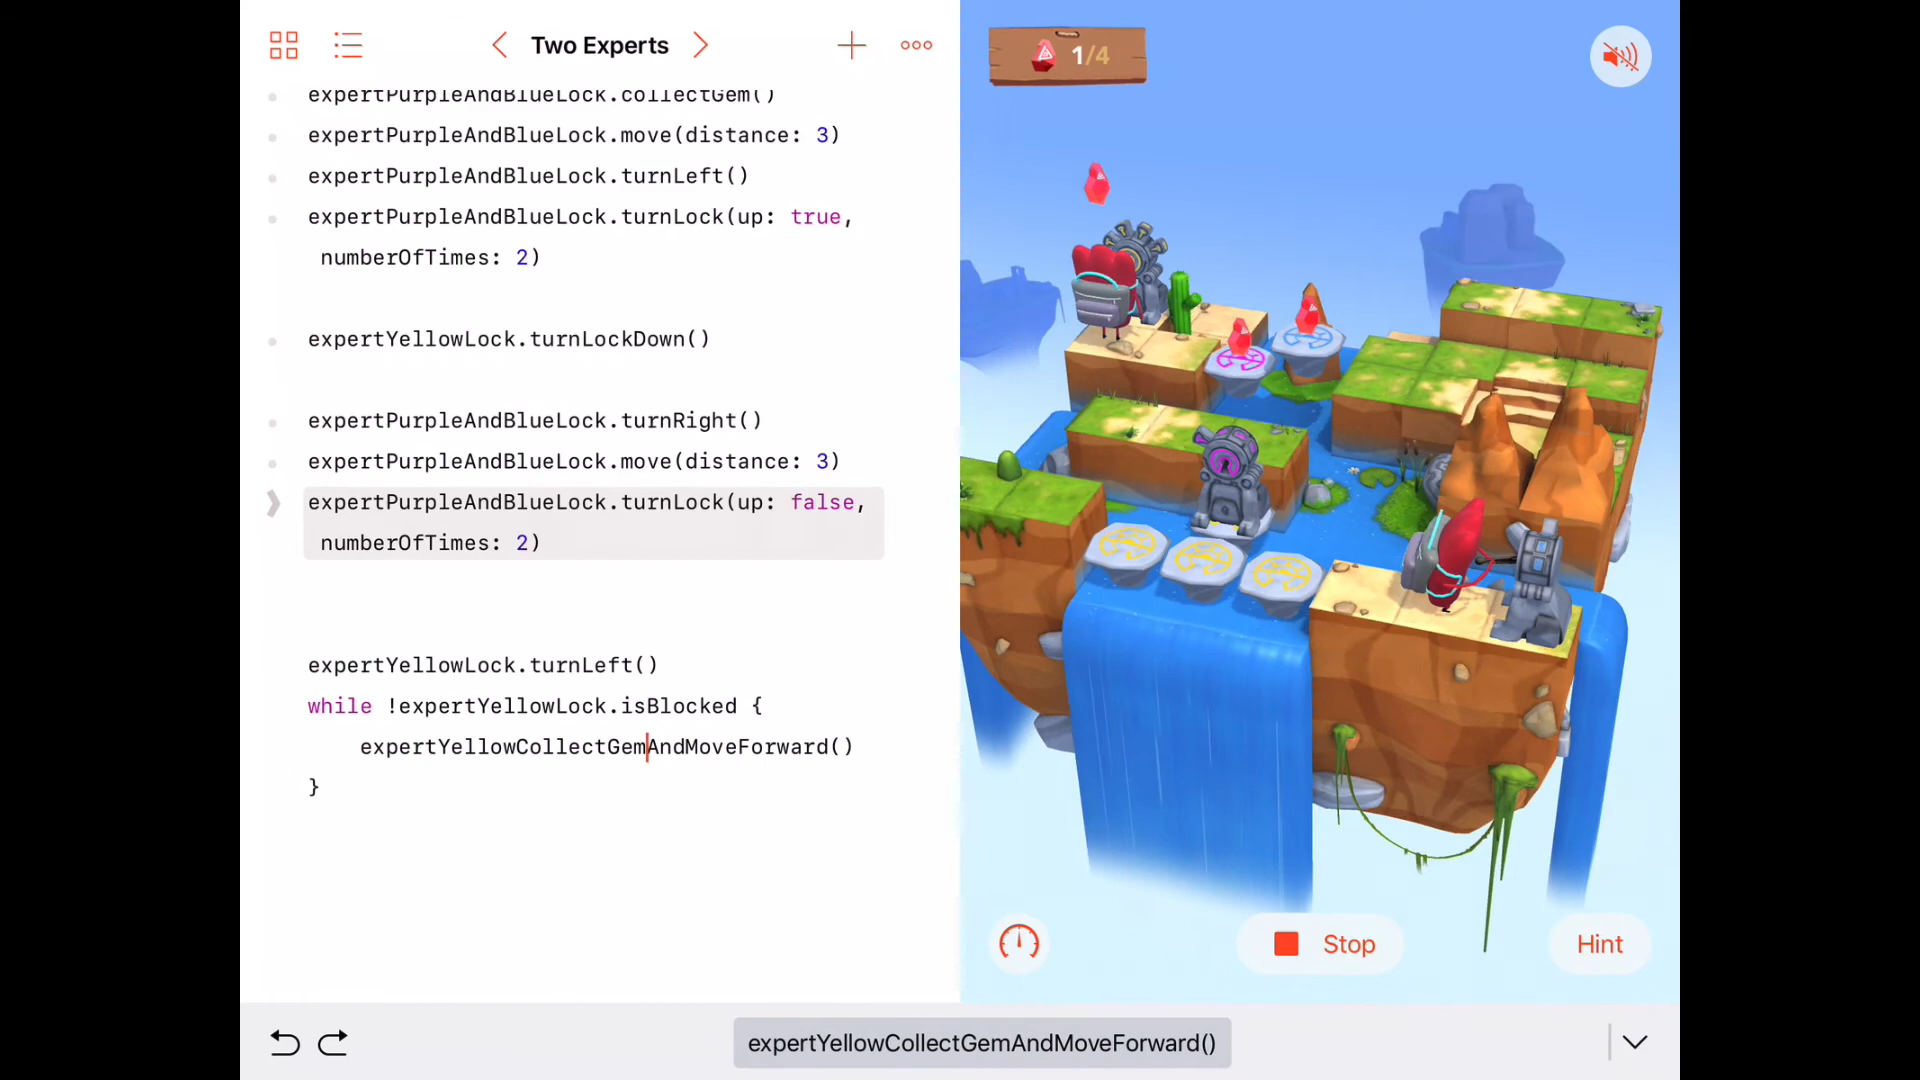 Two Experts
expertPurpleAndBlueLock.collectGem()
expertPurpleAndBlueLock.move(distance: 3)
expertPurpleAndBlueLock.turnLeft()
expertPurpleAndBlueLock.turnLock(up: true,
numberOfTimes: 2)
expertYellowLock.turnLockDown()
expertPurpleAndBlueLock.turnRight()
expertPurpleAndBlueLock.move(distance: 3)
expertPurpleAndBlueLock.turnLock(up: false,
numberOfTimes: 2)
expertYellowLock.turnLeft()
while !expertYellowLock.isBlocked {
expertYellowCollectGemAndMoveForward()
}
1/4
Stop
Hint
expertYellowCollectGemAndMoveForward()